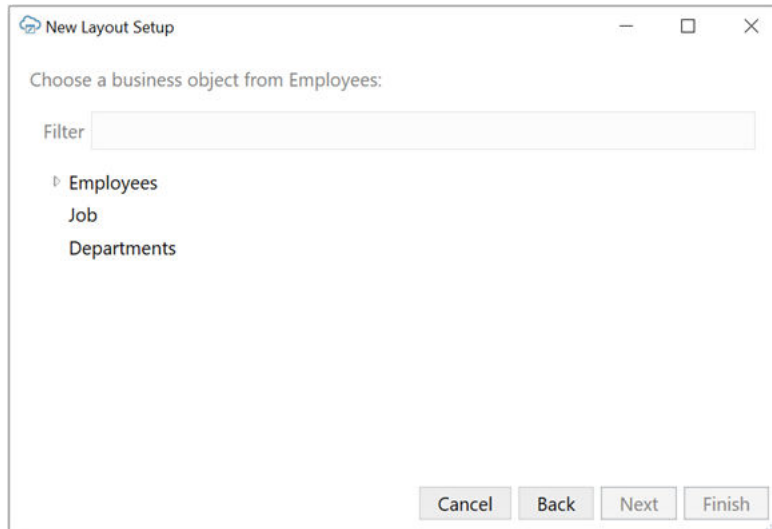 New Layout Setup
Choose a business object from Employees:
Filter
Employees
Job
Departments
Cancel Back Next Finish